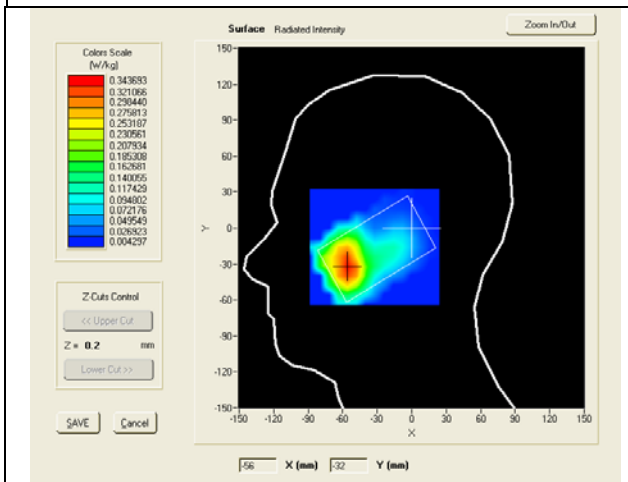 Surface Radiated Intensity
Zoom In/Out
Colors Scale
(W/kg)
0.343693
0.321066
0.298440
0.275813
0.253187
0.230561
0.207934
0.185308
0.162681
0.140055
0.117429
0.094802
0.072176
0.049549
0.026923
0.004297
Z-Cuts Control
<< Upper Cut
Z = 0.2 mm
Lower Cut >>
SAVE Cancel
150-
120-
90-
60-
30-
0-
-30-
-60-
-90-
-120-
-150-
Y
-150 -120 -90 -60 -30 0 30 60 90 120 150
X
-56 X (mm) -32 Y (mm)